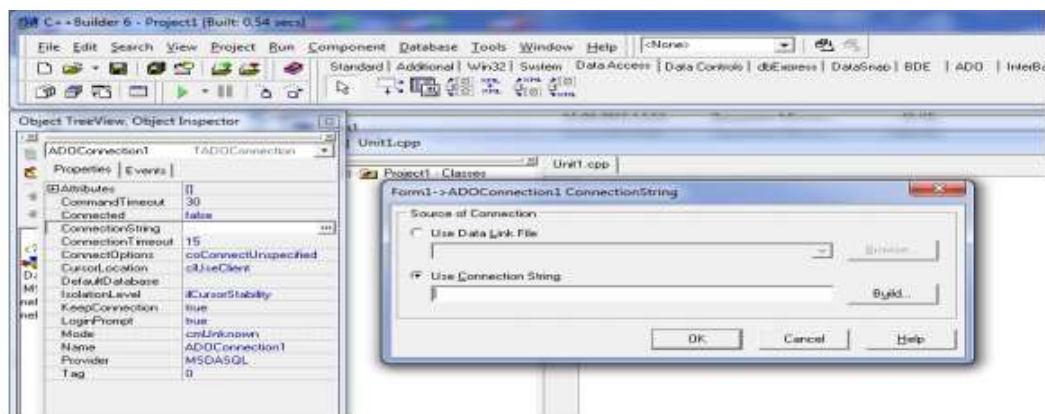 C++Builder 6 - Project1 [Built: 0.54 secs]
File Edit Search View Project Run Component Database Tools Window Help <None>
Standard Additional Win32 System Data Access Data Controls dbExpress DataSnap BDE ADO InterBa
Object TreeView, Object Inspector
ADOConnection1 TADOConnection
Properties Events
Attributes []
CommandTimeout 30
Connected false
ConnectionString
ConnectionTimeout 15
ConnectOptions coConnectUnspecified
CursorLocation clUseClient
DefaultDatabase
IsolationLevel ilCursorStability
KeepConnection true
LoginPrompt true
Mode cmUnknown
Name ADOConnection1
Provider MSDASQL
Tag 0
Unit1.cpp
Project1 - Classes
Unit1.cpp
Form1->ADOConnection1 ConnectionString
Source of Connection
Use Data Link File
Browse...
Use Connection String
Build...
OK Cancel Help